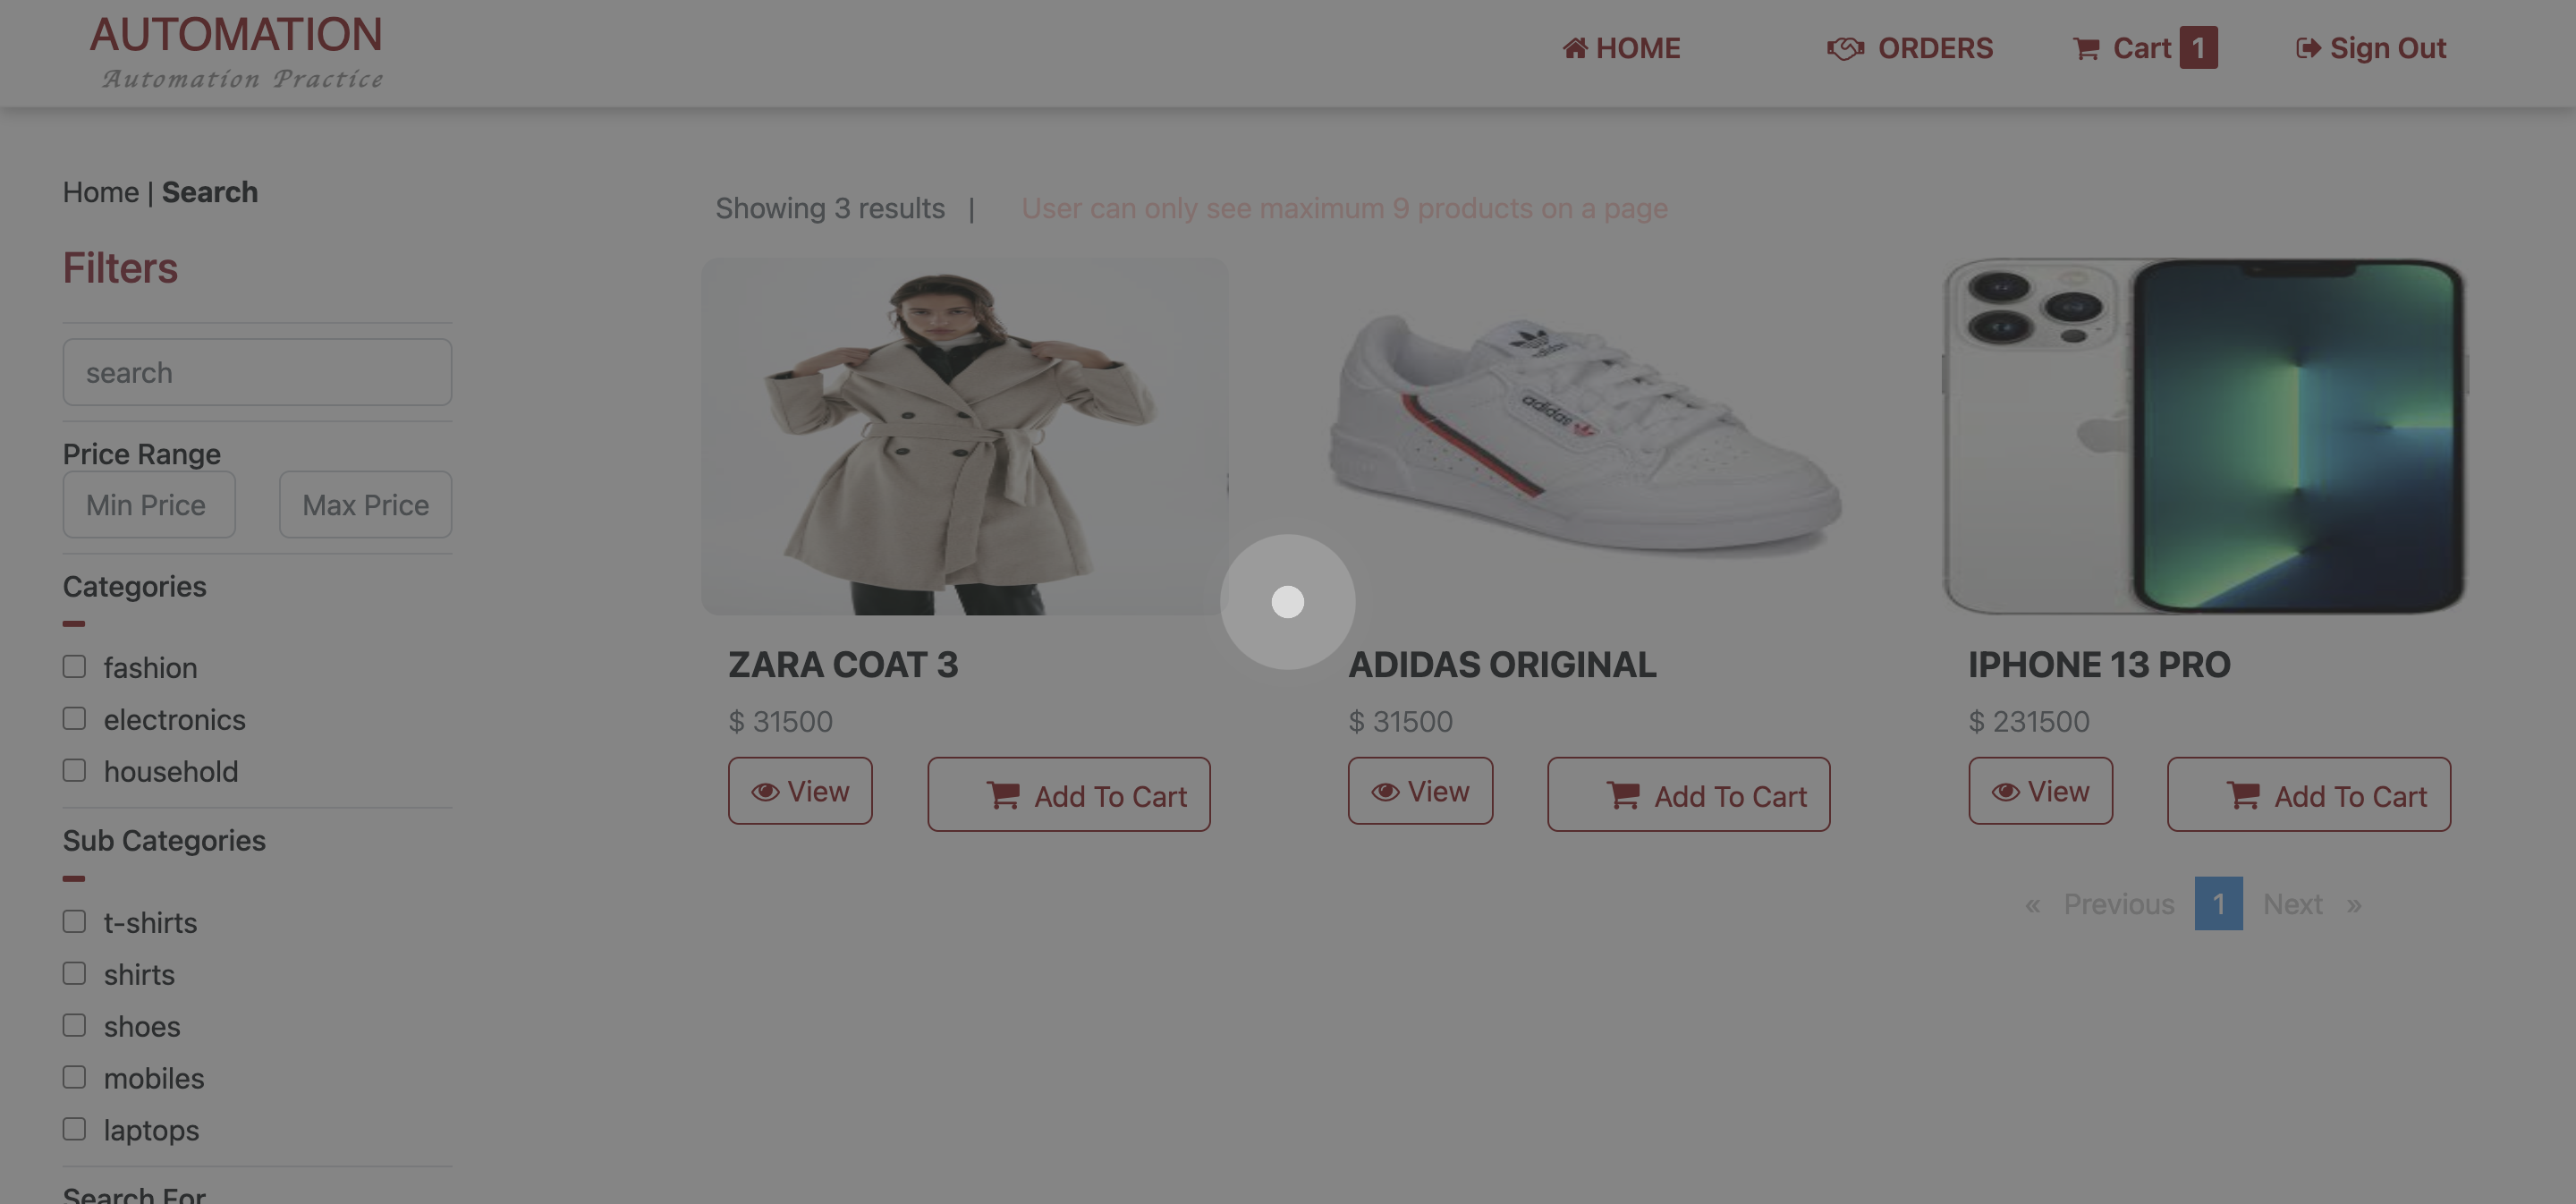 AUTOMATION
Automation Practice
HOME
ORDERS
Cart 1
Sign Out
Home | Search
Showing 3 results |
User can only see maximum 9 products on a page
Filters
search
Price Range
Min Price
Max Price
Categories
fashion
electronics
household
Sub Categories
t-shirts
shirts
shoes
mobiles
laptops
Search For
adidas
adidas
ZARA COAT 3
$ 31500
View
Add To Cart
ADIDAS ORIGINAL
$ 31500
View
Add To Cart
IPHONE 13 PRO
$ 231500
View
Add To Cart
« Previous 1 Next »